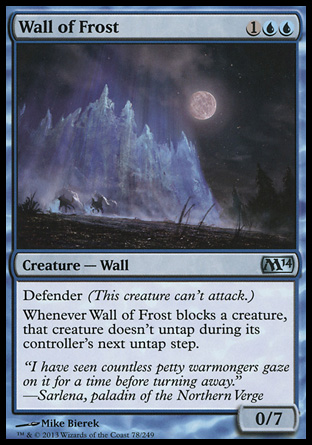 Wall of Frost 1
Creature — Wall M14
Defender (This creature can't attack.)
Whenever Wall of Frost blocks a creature,
that creature doesn't untap during its
controller's next untap step.
"I have seen countless petty warmongers gaze
on it for a time before turning away."
—Sarlena, paladin of the Northern Verge
Mike Bierek
™ & © 2013 Wizards of the Coast 78/249
0/7